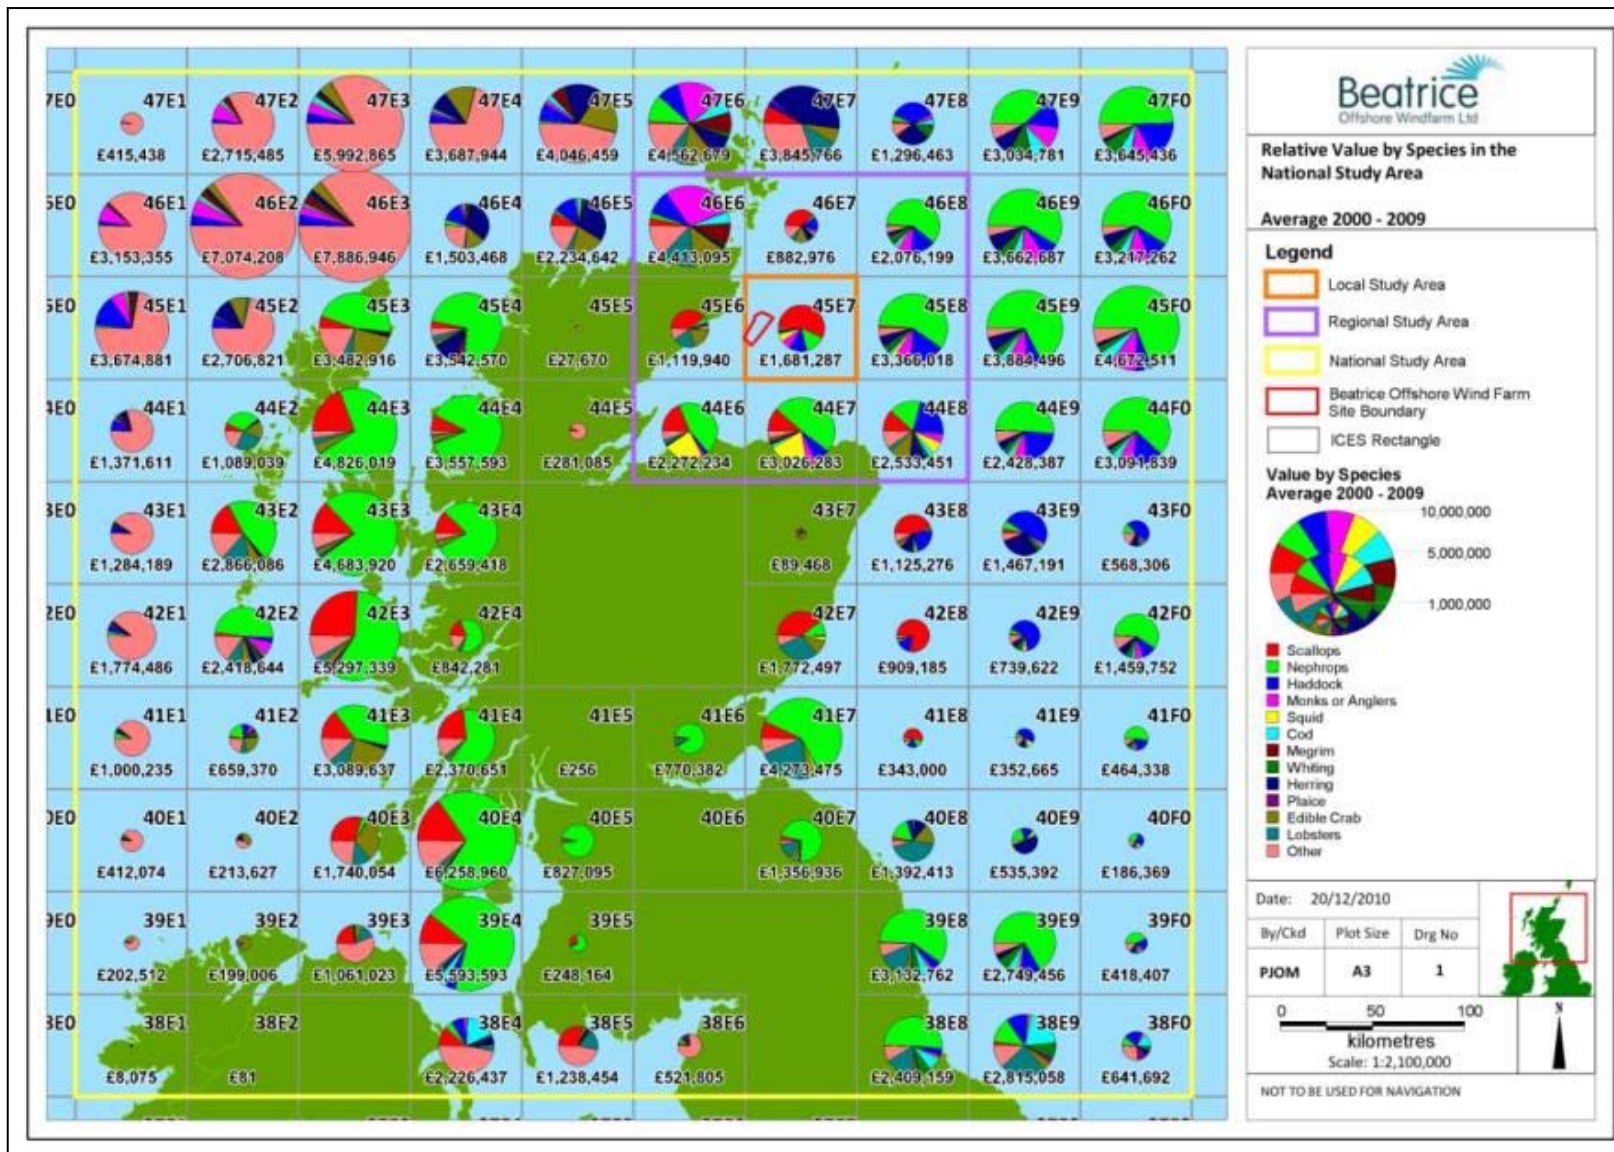 47E1 47E2 47E3 47E4 47E5 47E6 47E7 47E8 47E9 47F0
£415,438 £2,715,485 £5,992,865 £3,687,944 £4,046,459 £4,562,679 £3,845,766 £1,296,463 £3,034,781 £3,645,436
46E1 46E2 46E3 46E4 46E5 46E6 46E7 46E8 46E9 46F0
£3,153,355 £7,074,208 £7,886,946 £1,503,468 £2,234,642 £4,413,095 £882,976 £2,076,199 £3,662,687 £3,217,262
45E1 45E2 45E3 45E4 45E5 45E6 45E7 45E8 45E9 45F0
£3,674,881 £2,706,821 £3,482,916 £3,542,570 £27,670 £1,119,940 £1,681,287 £3,366,018 £3,884,496 £4,672,511
44E1 44E2 44E3 44E4 44E5 44E6 44E7 44E8 44E9 44F0
£1,371,611 £1,089,039 £4,826,019 £3,557,593 £281,085 £2,272,234 £3,026,283 £2,533,451 £2,428,387 £3,091,839
43E1 43E2 43E3 43E4 43E7 43E8 43E9 43F0
£1,284,189 £2,866,086 £4,683,920 £2,659,418 £89,468 £1,125,276 £1,467,191 £568,306
42E1 42E2 42E3 42E4 42E7 42E8 42E9 42F0
£1,774,486 £2,418,644 £5,297,339 £842,281 £1,772,497 £909,185 £739,622 £1,459,752
41E1 41E2 41E3 41E4 41E5 41E6 41E7 41E8 41E9 41F0
£1,000,235 £659,370 £3,089,637 £2,370,651 £256 £770,382 £4,273,475 £343,000 £352,665 £464,338
40E1 40E2 40E3 40E4 40E5 40E6 40E7 40E8 40E9 40F0
£412,074 £213,627 £1,740,054 £6,258,960 £827,095 £1,356,936 £1,392,413 £535,392 £186,369
39E1 39E2 39E3 39E4 39E5 39E8 39E9 39F0
£202,512 £199,006 £1,061,023 £5,593,593 £248,164 £3,132,762 £2,749,456 £418,407
38E1 38E2 38E4 38E5 38E6 38E8 38E9 38F0
£8,075 £81 £2,226,437 £1,238,454 £521,805 £2,409,159 £2,815,058 £641,692
Beatrice
Offshore Windfarm Ltd
Relative Value by Species in the
National Study Area
Average 2000 - 2009
Legend
Local Study Area
Regional Study Area
National Study Area
Beatrice Offshore Wind Farm
Site Boundary
ICES Rectangle
Value by Species
Average 2000 - 2009
10,000,000
5,000,000
1,000,000
Scallops
Nephrops
Haddock
Monks or Anglers
Squid
Cod
Megrim
Whiting
Herring
Plaice
Edible Crab
Lobsters
Other
Date: 20/12/2010
By/Ckd Plot Size Drg No
PJOM A3 1
0 50 100
kilometres
Scale: 1:2,100,000
N
NOT TO BE USED FOR NAVIGATION